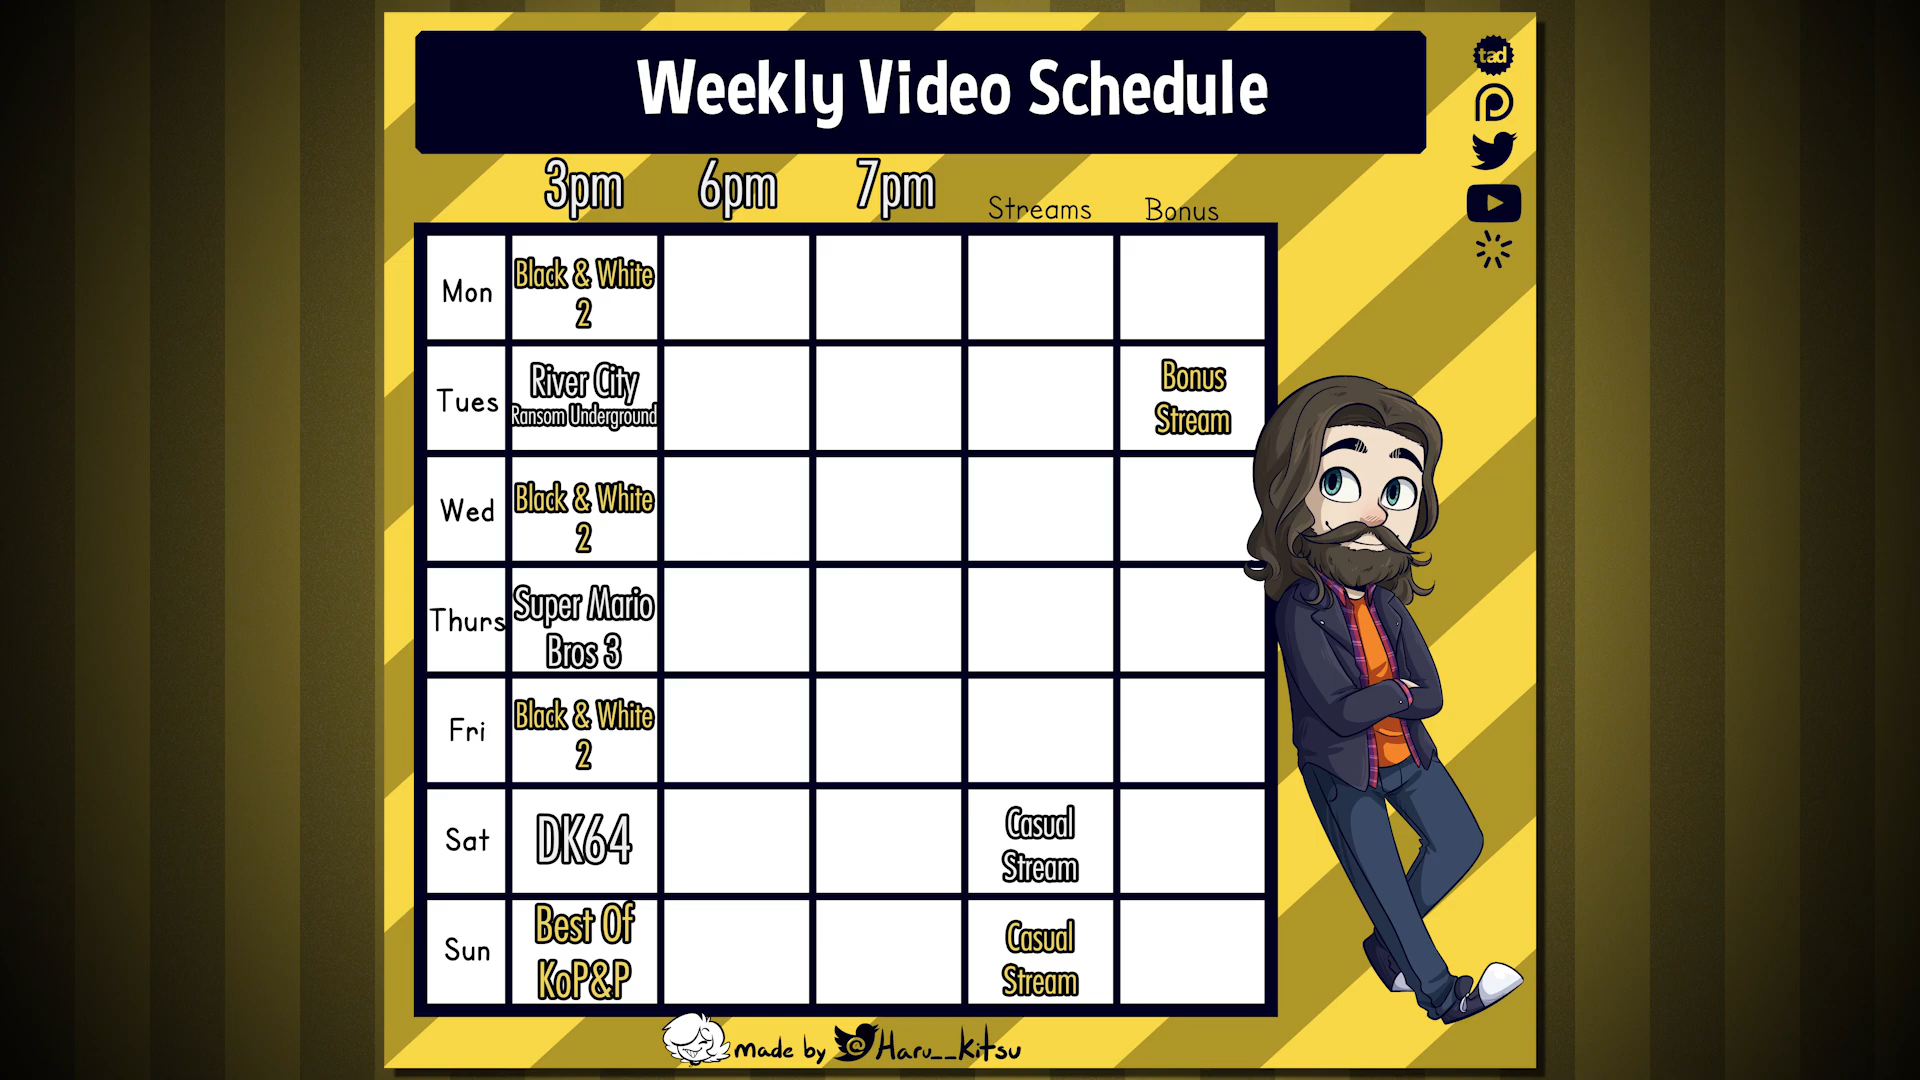 Weekly Video Schedule
tad
3pm 6pm 7pm Streams Bonus
Mon
Black & White
2
Tues
River City
Ransom Underground
Bonus
Stream
Wed
Black & White
2
Thurs
Super Mario
Bros 3
Fri
Black & White
2
Sat
DK64
Casual
Stream
Sun
Best Of
KoP&P
Casual
Stream
made by @Haru__Kitsu